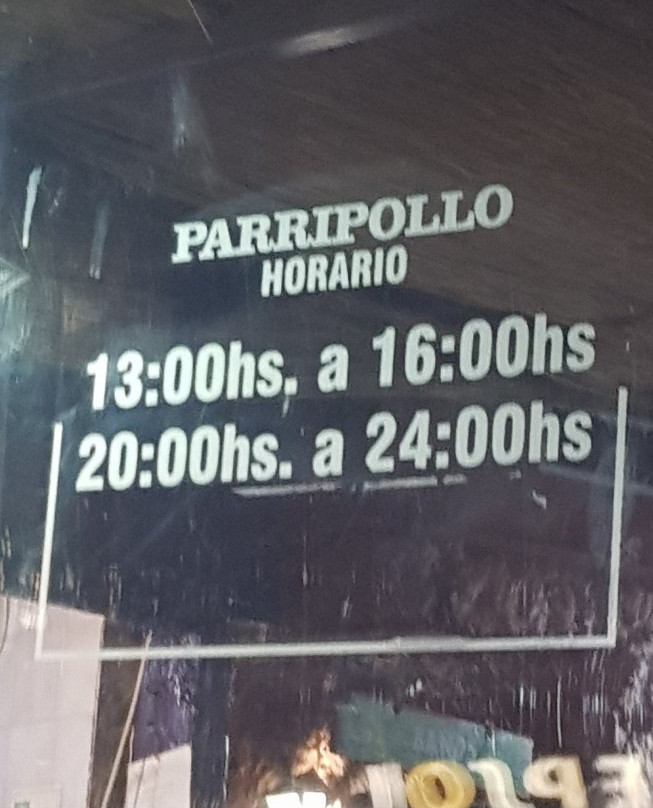 PARRIPOLLO
HORARIO
13:00hs. a 16:00hs
20:00hs. a 24:00hs